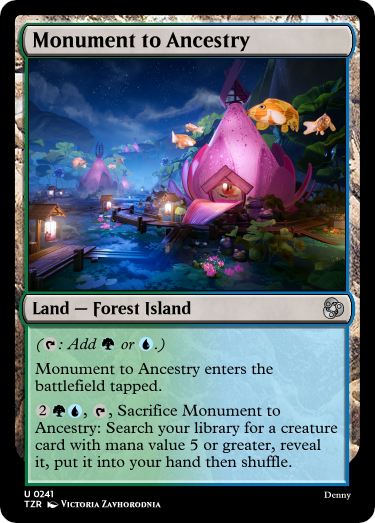 Monument to Ancestry
Land — Forest Island
(: Add or .)
Monument to Ancestry enters the
battlefield tapped.
2, , Sacrifice Monument to
Ancestry: Search your library for a creature
card with mana value 5 or greater, reveal
it, put it into your hand then shuffle.
U 0241
TZR Victoria Zavhorodnia
Denny